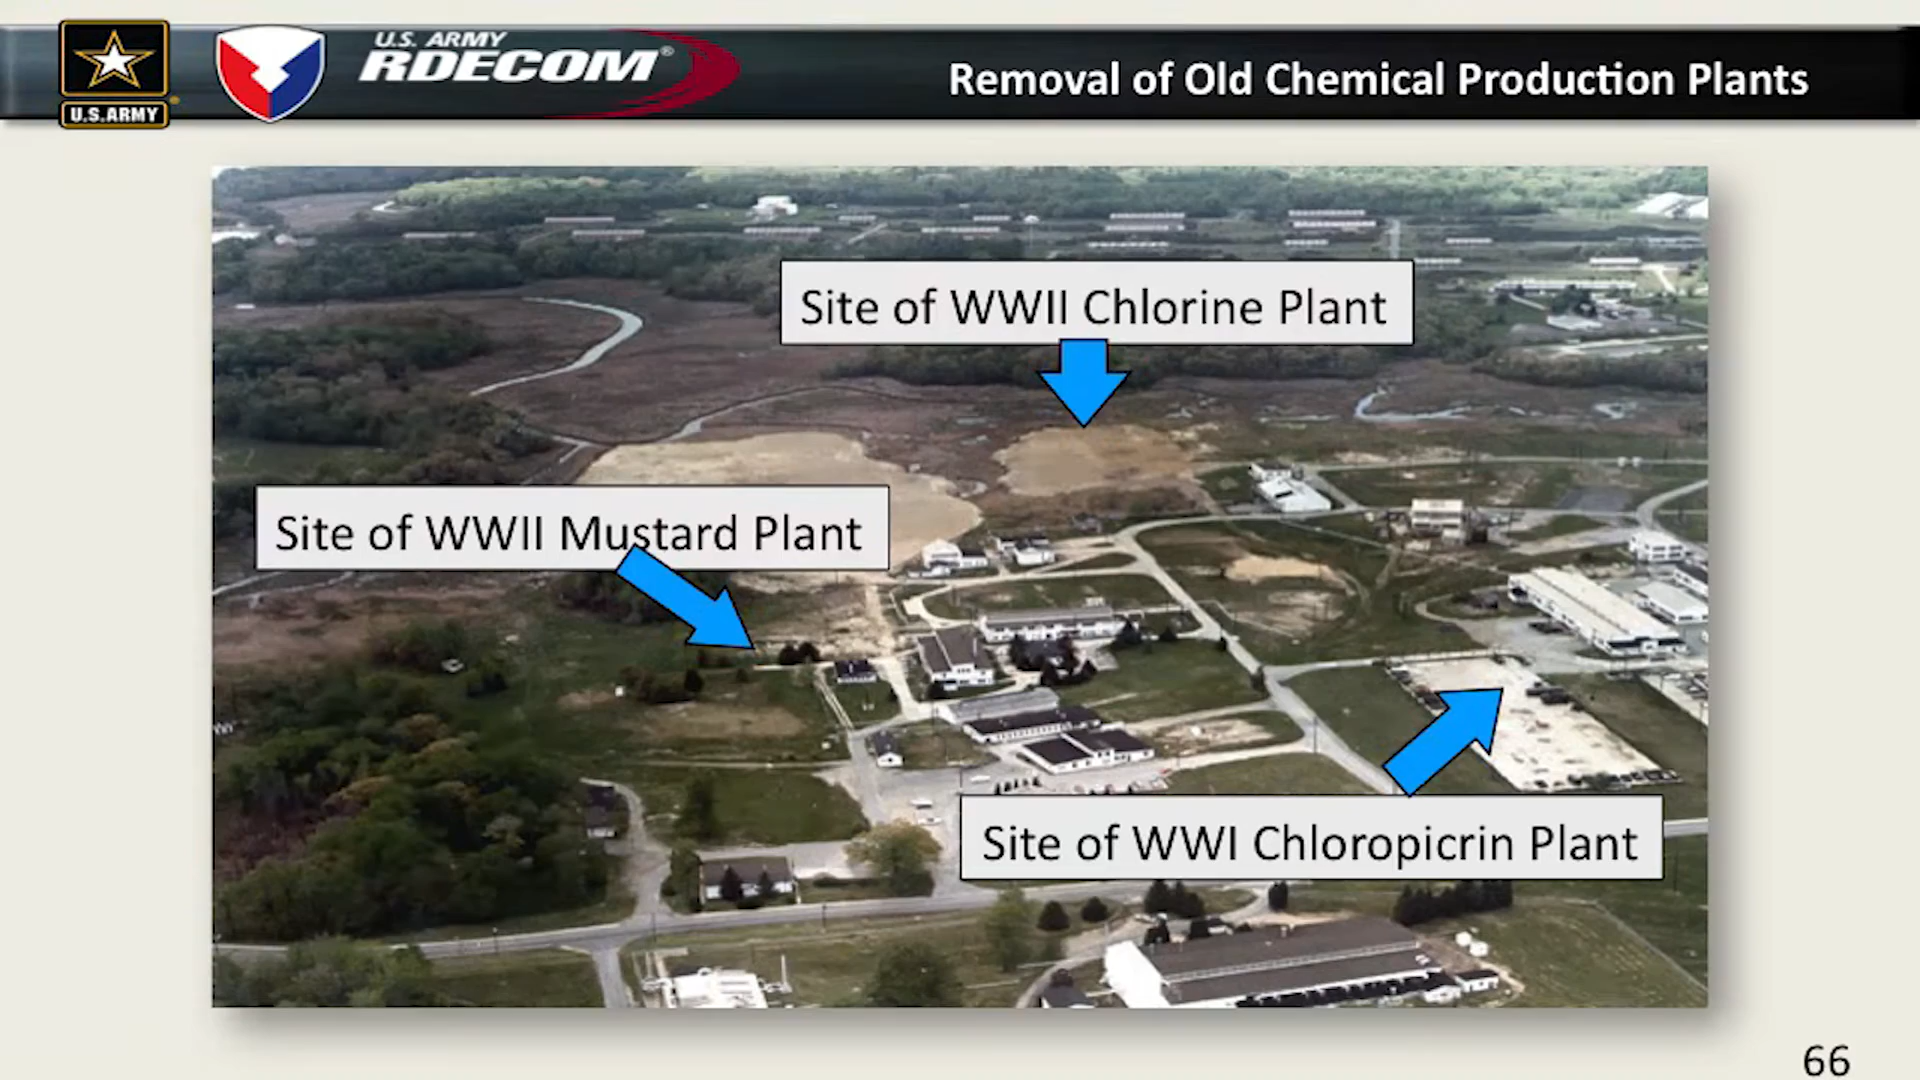 U.S.ARMY
U.S. ARMY
RDECOM®
Removal of Old Chemical Production Plants
Site of WWII Chlorine Plant
Site of WWII Mustard Plant
Site of WWI Chloropicrin Plant
66